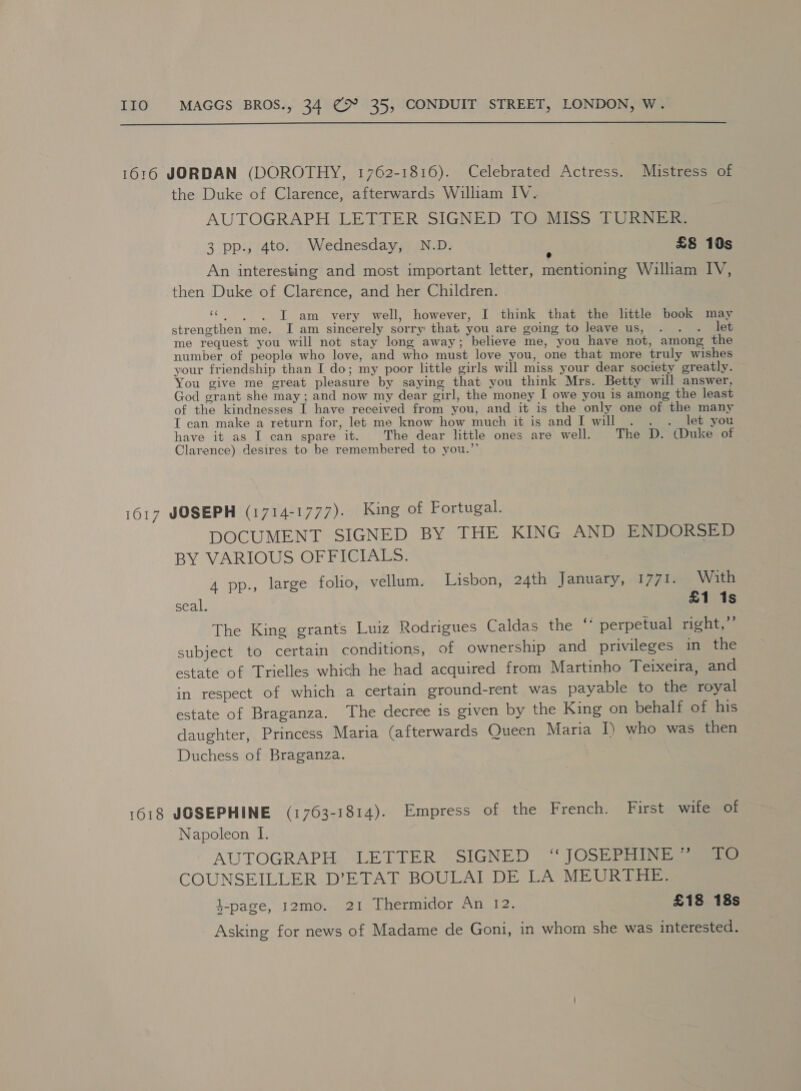 110 MAGGS BROS., 34 & 35, CONDUIT STREET, LONDON, W.
1616 JORDAN (DOROTHY, 1762-1816). Celebrated Actress. Mistress of
the Duke of Clarence, afterwards William IV.
AUTOGRAPH LETTER SIGNED TO MISS TURNER.
3 pp., 4to. Wednesday, N.D. £8 10s
An interesting and most important letter, mentioning William IV,
then Duke of Clarence, and her Children.
“. . . I am very well, however, I think that the little book may
strengthen me. I am sincerely sorry that you are going to leave us, . . . let
me request you will not stay long away; believe me, you have not, among the
number of people who love, and who must love you, one that more truly wishes
your friendship than I do; my poor little girls will miss your dear society greatly.
You give me great pleasure by saying that you think Mrs. Betty will answer,
God grant she may; and now my dear girl, the money I owe you is among the least
of the kindnesses I have received from you, and it is the only one of the many
I can make a return for, let me know how much it is and I will . . . let you
have it as I can spare it. The dear little ones are well. The D. (Duke of
Clarence) desires to be remembered to you.”
1617 JOSEPH (1714-1777). King of Fortugal.
DOCUMENT SIGNED BY THE KING AND ENDORSED
BY VARIOUS OFFICIALS.
4 pp., large folio, vellum. Lisbon, 24th January, 1771. With
seal. £1 1s
The King grants Luiz Rodrigues Caldas the “ perpetual right,”
subject to certain conditions, of ownership and privileges in the
estate of Trielles which he had acquired from Martinho Teixeira, and
in respect of which a certain ground-rent was payable to the royal
estate of Braganza. The decree is given by the King on behalf of his
daughter, Princess Maria (afterwards Queen Maria I) who was then
Duchess of Braganza.
1618 JOSEPHINE (1763-1814). Empress of the French. First wife of
Napoleon I.
AUTOGRAPH LETTER SIGNED “ JOSEPHINE ” TO
COUNSEILLER D’ETAT BOULAI DE LA MEURTHE.
½-page, 12mo. 21 Thermidor An 12. £18 18s
Asking for news of Madame de Goni, in whom she was interested.